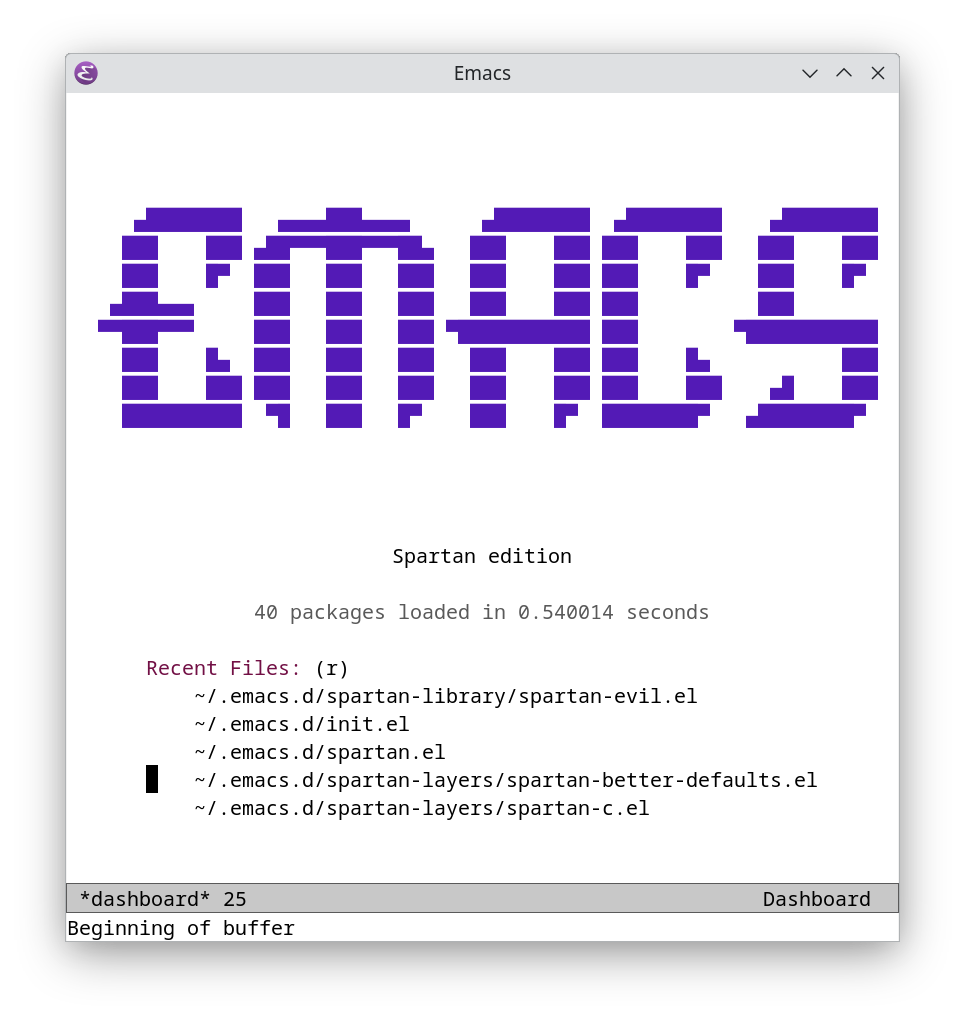 Emacs
EMACS
Spartan edition
40 packages loaded in 0.540014 seconds
Recent Files: (r)
~/.emacs.d/spartan-library/spartan-evil.el
~/.emacs.d/init.el
~/.emacs.d/spartan.el
~/.emacs.d/spartan-layers/spartan-better-defaults.el
~/.emacs.d/spartan-layers/spartan-c.el
*dashboard* 25 Dashboard
Beginning of buffer